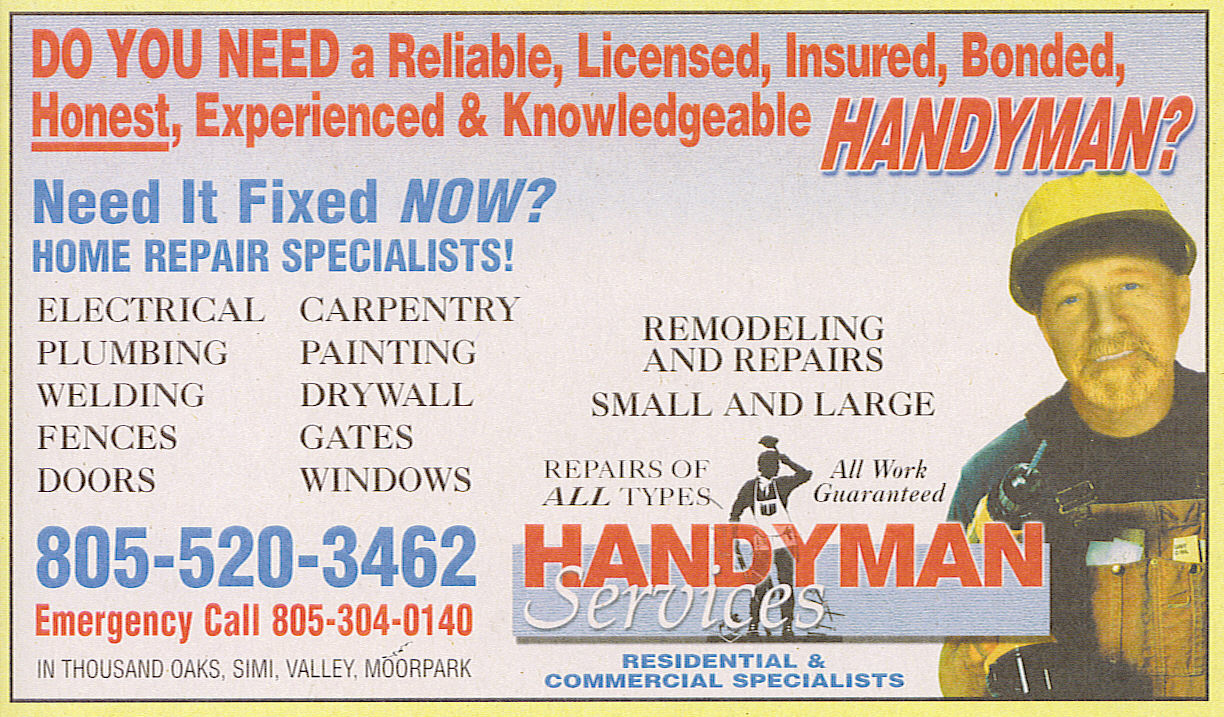 DO YOU NEED a Reliable, Licensed, Insured, Bonded,
Honest, Experienced & Knowledgeable HANDYMAN?
Need It Fixed NOW?
HOME REPAIR SPECIALISTS!
ELECTRICAL CARPENTRY
PLUMBING PAINTING
WELDING DRYWALL
FENCES GATES
DOORS WINDOWS
805-520-3462
Emergency Call 805-304-0140
IN THOUSAND OAKS, SIMI, VALLEY, MOORPARK
REMODELING
AND REPAIRS
SMALL AND LARGE
REPAIRS OF
ALL TYPES
All Work
Guaranteed
HANDYMAN
Services
RESIDENTIAL &
COMMERCIAL SPECIALISTS